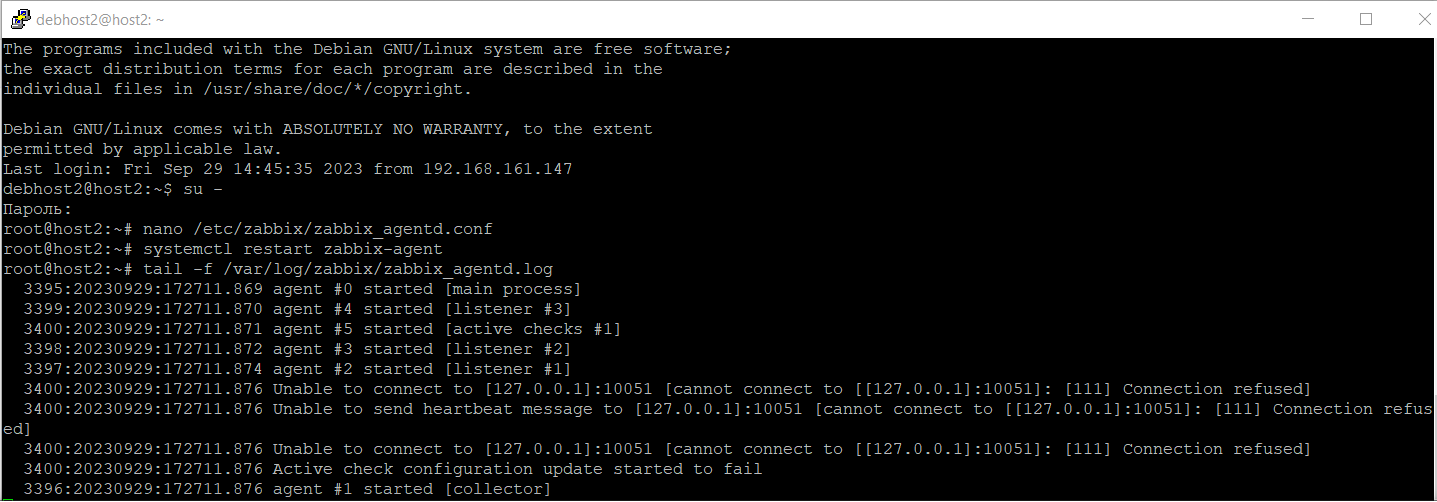 debhost2@host2: ~
The programs included with the Debian GNU/Linux system are free software;
the exact distribution terms for each program are described in the
individual files in /usr/share/doc/*/copyright.
Debian GNU/Linux comes with ABSOLUTELY NO WARRANTY, to the extent
permitted by applicable law.
Last login: Fri Sep 29 14:45:35 2023 from 192.168.161.147
debhost2@host2:~$ su -
Пароль:
root@host2:~# nano /etc/zabbix/zabbix_agentd.conf
root@host2:~# systemctl restart zabbix-agent
root@host2:~# tail -f /var/log/zabbix/zabbix_agentd.log
3395:20230929:172711.869 agent #0 started [main process]
3399:20230929:172711.870 agent #4 started [listener #3]
3400:20230929:172711.871 agent #5 started [active checks #1]
3398:20230929:172711.872 agent #3 started [listener #2]
3397:20230929:172711.874 agent #2 started [listener #1]
3400:20230929:172711.876 Unable to connect to [127.0.0.1]:10051 [cannot connect to [[127.0.0.1]:10051]: [111] Connection refused]
3400:20230929:172711.876 Unable to send heartbeat message to [127.0.0.1]:10051 [cannot connect to [[127.0.0.1]:10051]: [111] Connection refus
ed]
3400:20230929:172711.876 Unable to connect to [127.0.0.1]:10051 [cannot connect to [[127.0.0.1]:10051]: [111] Connection refused]
3400:20230929:172711.876 Active check configuration update started to fail
3396:20230929:172711.876 agent #1 started [collector]